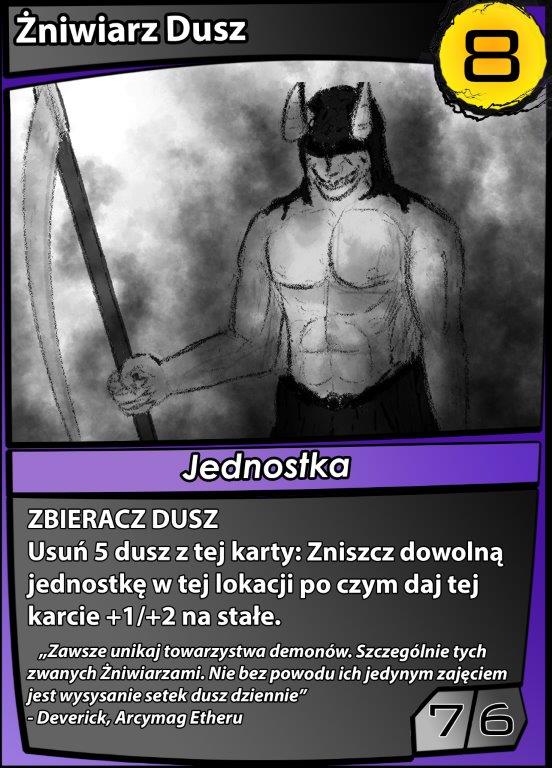 Żniwiarz Dusz
8
Jednostka
ZBIERACZ DUSZ
Usuń 5 dusz z tej karty: Zniszcz dowolną
jednostkę w tej lokacji po czym daj tej
karcie +1/+2 na stałe.
„Zawsze unikaj towarzystwa demonów. Szczególnie tych
zwanych Żniwiarzami. Nie bez powodu ich jedynym zajęciem
jest wysysanie setek dusz dziennie”
- Deverick, Arcymag Etheru
7/6